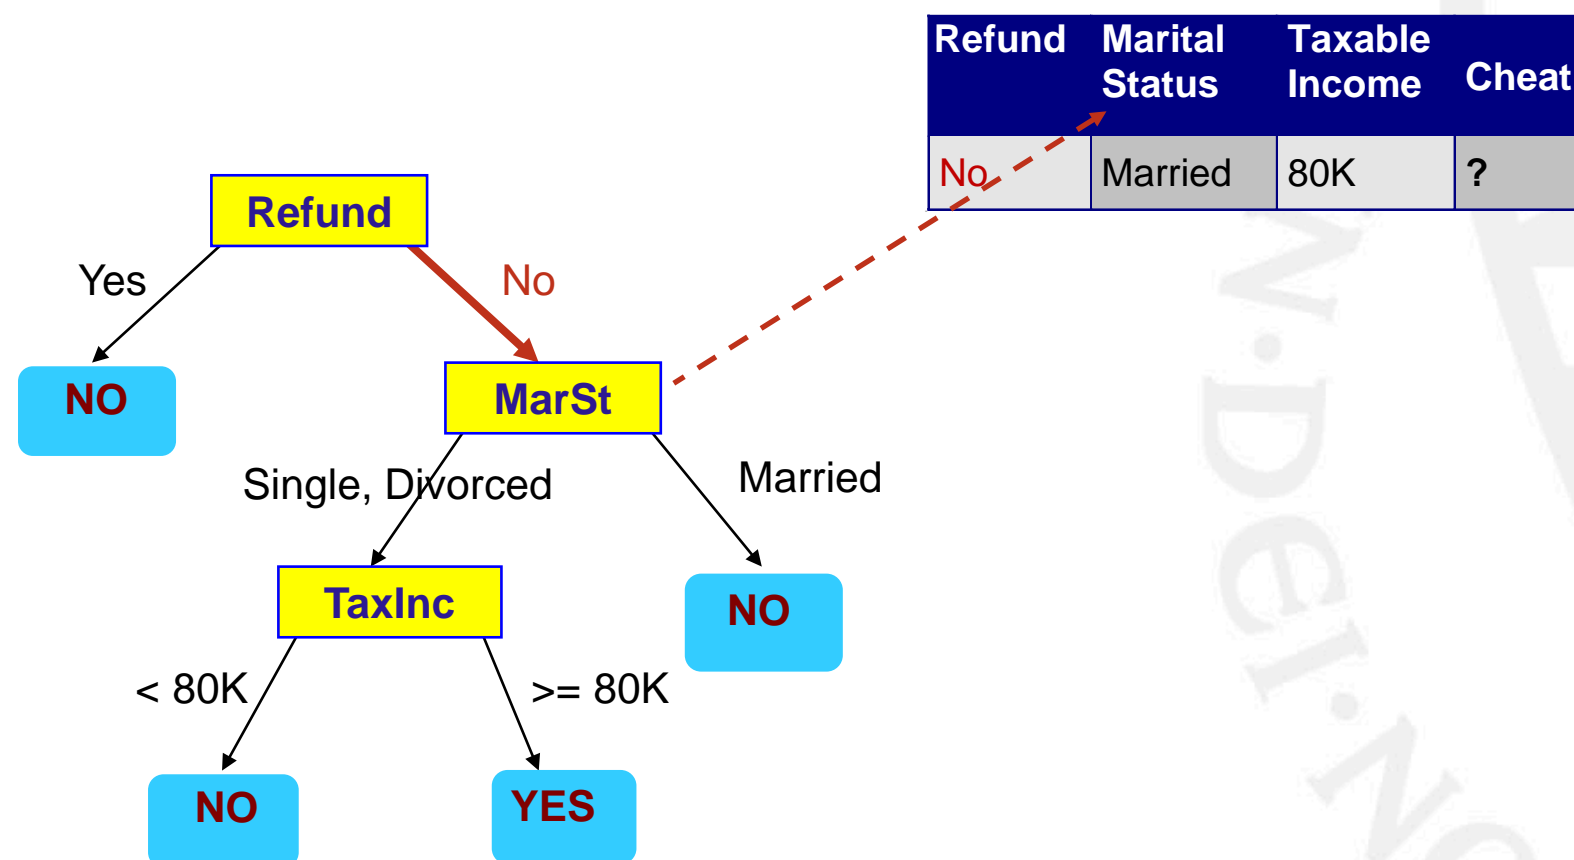 Refund Marital Taxable
Status Income Cheat
No Married 80K ?
Refund
Yes No
NO
MarSt
Single, Divorced Married
TaxInc
NO
< 80K >= 80K
NO YES